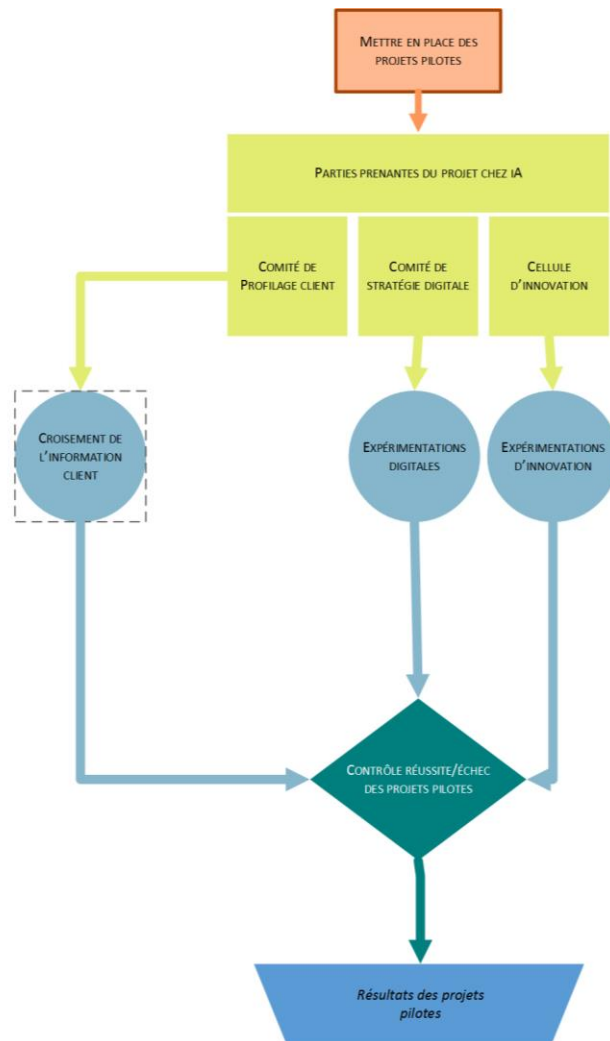 METTRE EN PLACE DES
PROJETS PILOTES
PARTIES PRENANTES DU PROJET CHEZ IA
COMITÉ DE
PROFILAGE CLIENT
COMITÉ DE
STRATÉGIE DIGITALE
CELLULE
D'INNOVATION
CROISEMENT DE
L'INFORMATION
CLIENT
EXPÉRIMENTATIONS
DIGITALES
EXPÉRIMENTATIONS
D'INNOVATION
CONTRÔLE RÉUSSITE/ÉCHEC
DES PROJETS PILOTES
Résultats des projets
pilotes